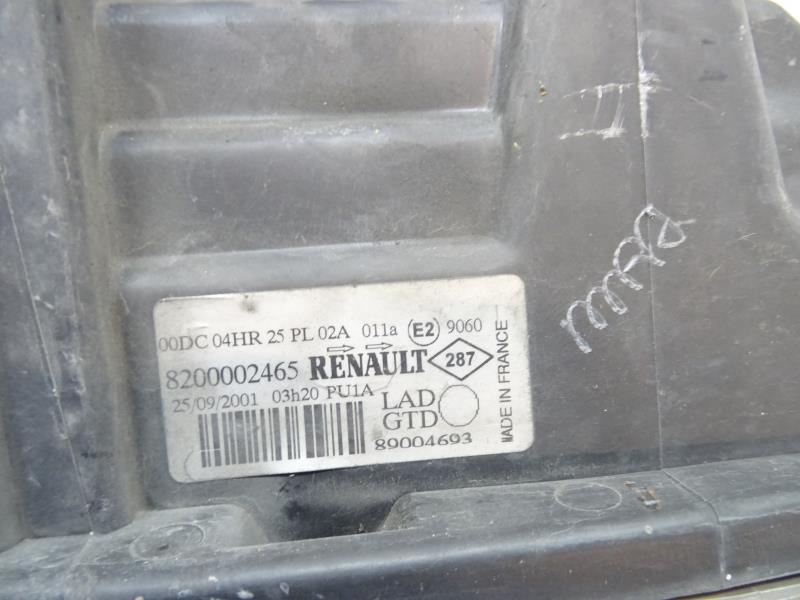 00DC 04HR 25 PL 02A 011a E2 9060
8200002465 RENAULT 287
25/09/2001 03h20 PU1A
LAD
GTD
89004693
MADE IN FRANCE